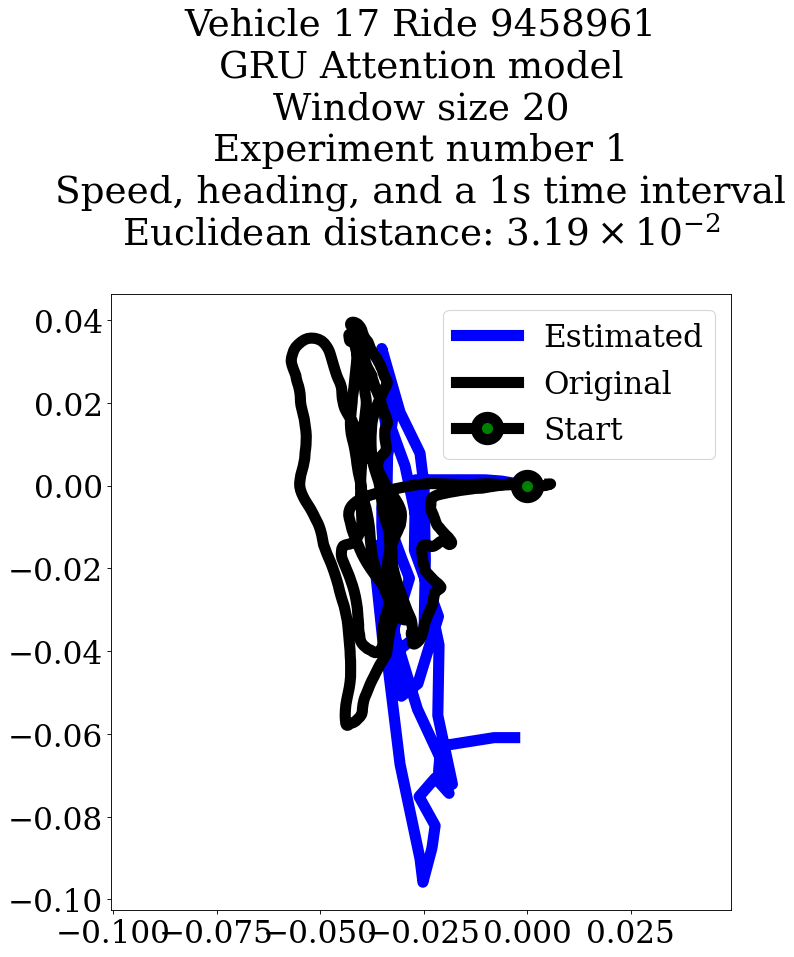 Vehicle 17 Ride 9458961
GRU Attention model
Window size 20
Experiment number 1
Speed, heading, and a 1s time interval
Euclidean distance: 3.19 × 10⁻²
Estimated
Original
Start
0.04
0.02
0.00
−0.02
−0.04
−0.06
−0.08
−0.10
−0.100 −0.075 −0.050 −0.025 0.000 0.025